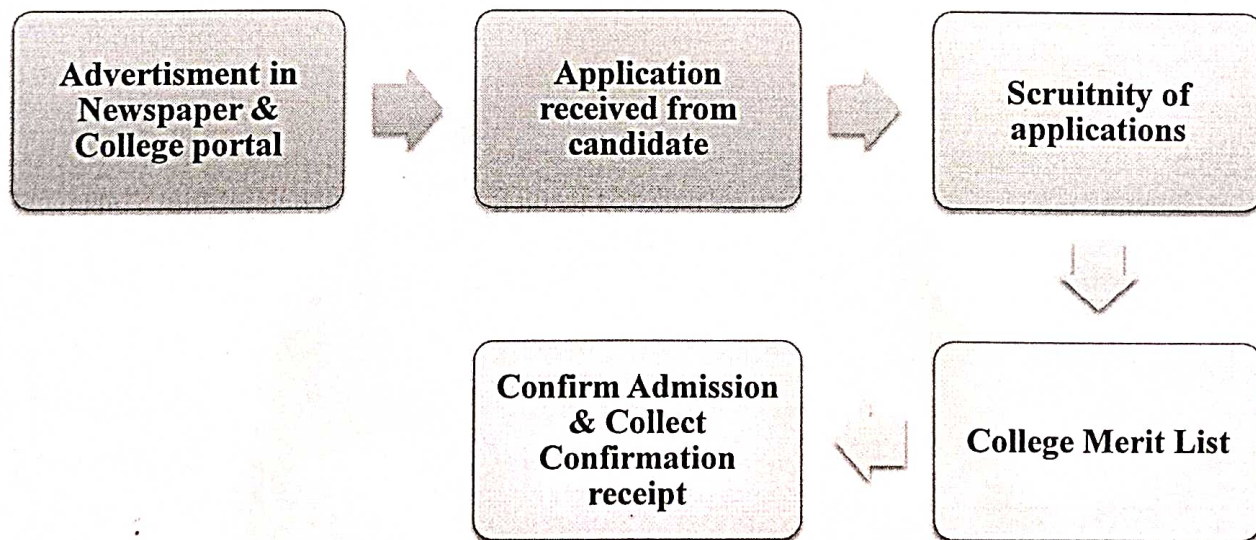 Advertisment in
Newspaper &
College portal
Application
received from
candidate
Scruitnity of
applications
College Merit List
Confirm Admission
& Collect
Confirmation
receipt